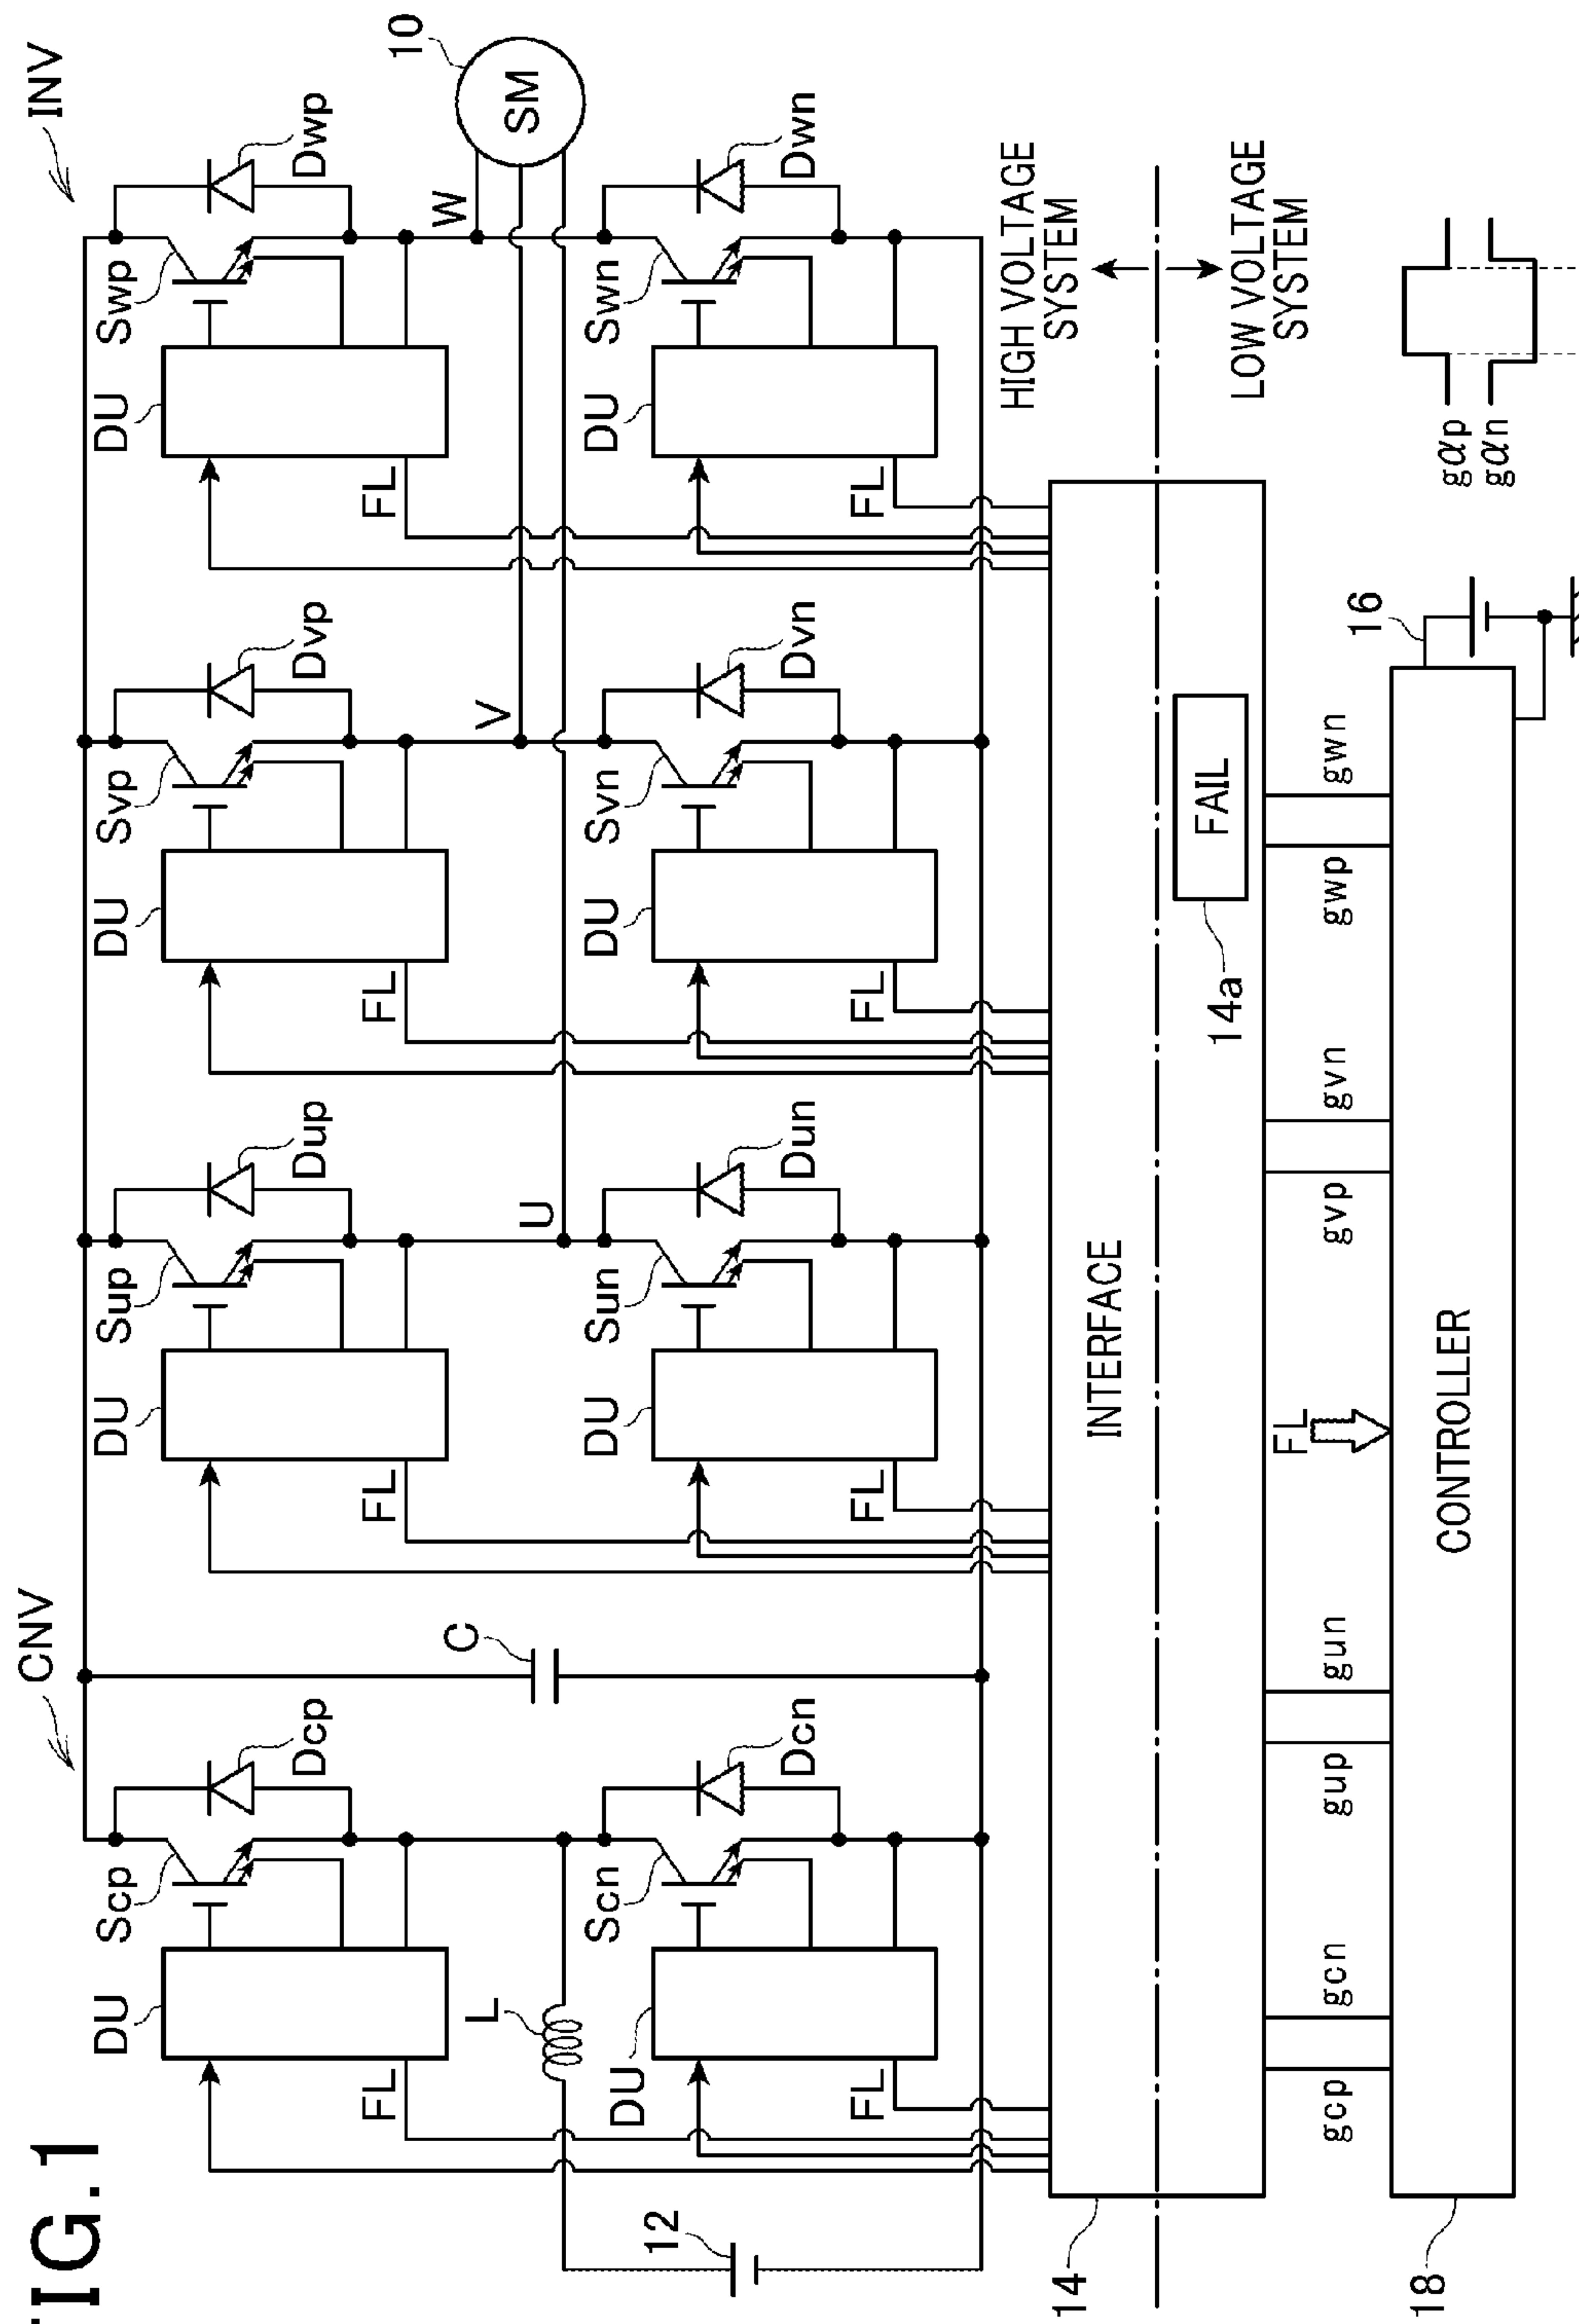 FIG.1
CNV
INV
DU
Scp
Dcp
DU
Sup
Dup
DU
Svp
Dvp
DU
Swp
Dwp
FL
FL
FL
FL
10
SM
L
C
U
V
W
12
DU
Scn
Dcn
DU
Sun
Dun
DU
Svn
Dvn
DU
Swn
Dwn
FL
FL
FL
FL
HIGH VOLTAGE
SYSTEM
14
INTERFACE
14a
FAIL
LOW VOLTAGE
SYSTEM
gcp
gcn
gup
gun
FL
gvp
gvn
gwp
gwn
16
18
CONTROLLER
gαp
gαn